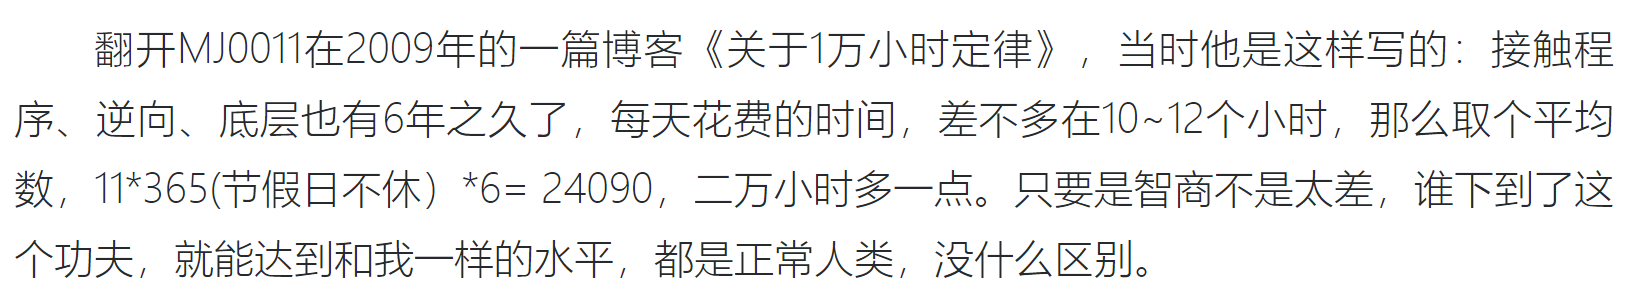 翻开MJ0011在2009年的一篇博客《关于1万小时定律》，当时他是这样写的：接触程
序、逆向、底层也有6年之久了，每天花费的时间，差不多在10~12个小时，那么取个平均
数，11*365(节假日不休）*6= 24090，二万小时多一点。只要是智商不是太差，谁下到了这
个功夫，就能达到和我一样的水平，都是正常人类，没什么区别。